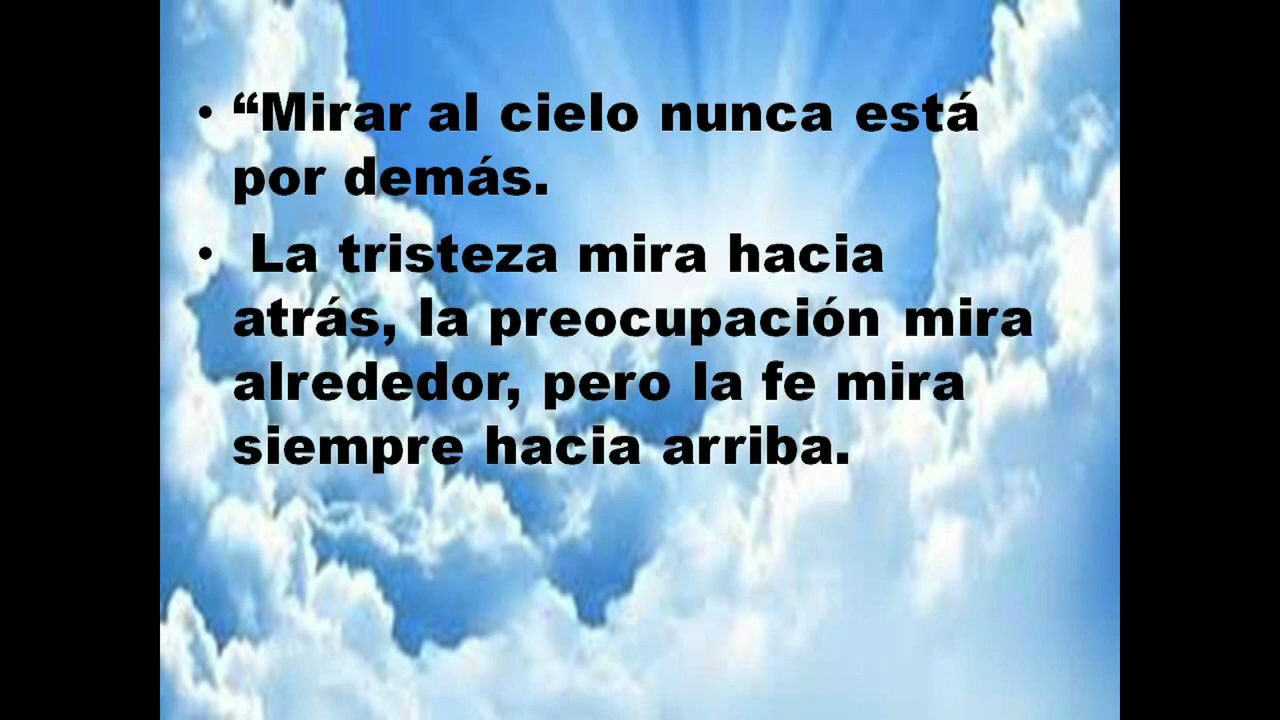 • “Mirar al cielo nunca está
por demás.
• La tristeza mira hacia
atrás, la preocupación mira
alrededor, pero la fe mira
siempre hacia arriba.